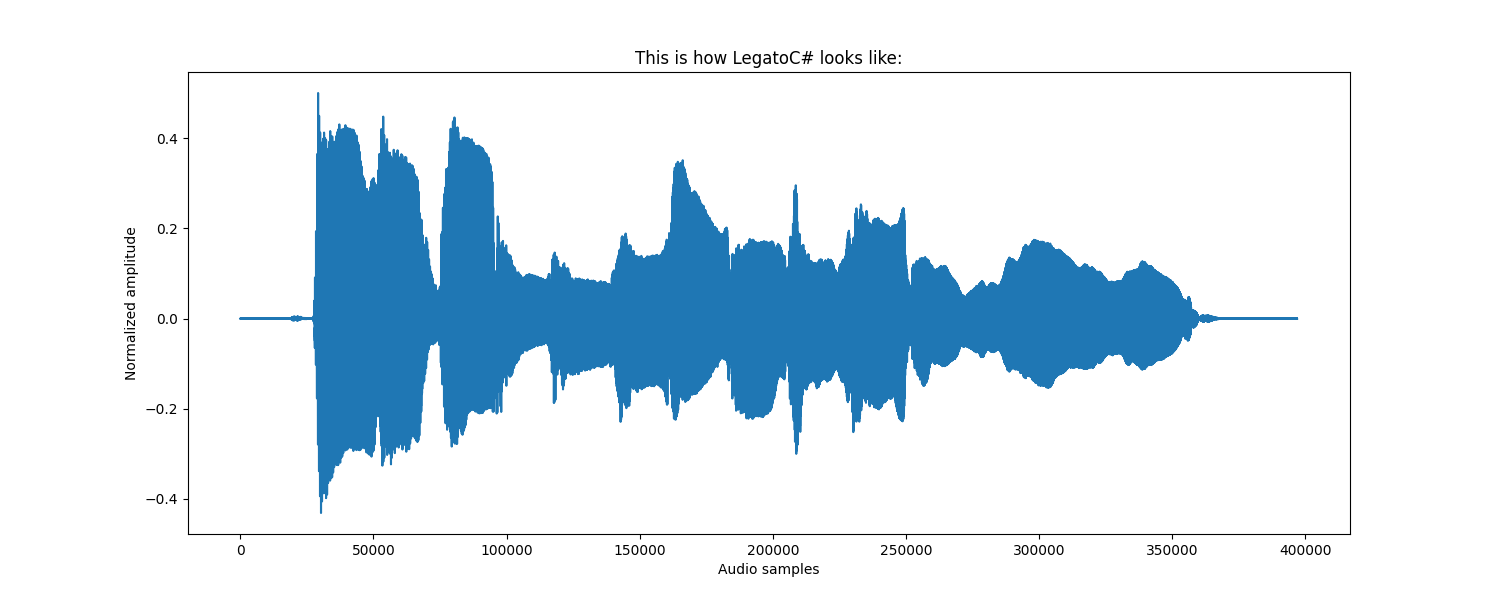 This is how LegatoC# looks like:
0.4
0.2
0.0
−0.2
−0.4
Normalized amplitude
0 50000 100000 150000 200000 250000 300000 350000 400000
Audio samples